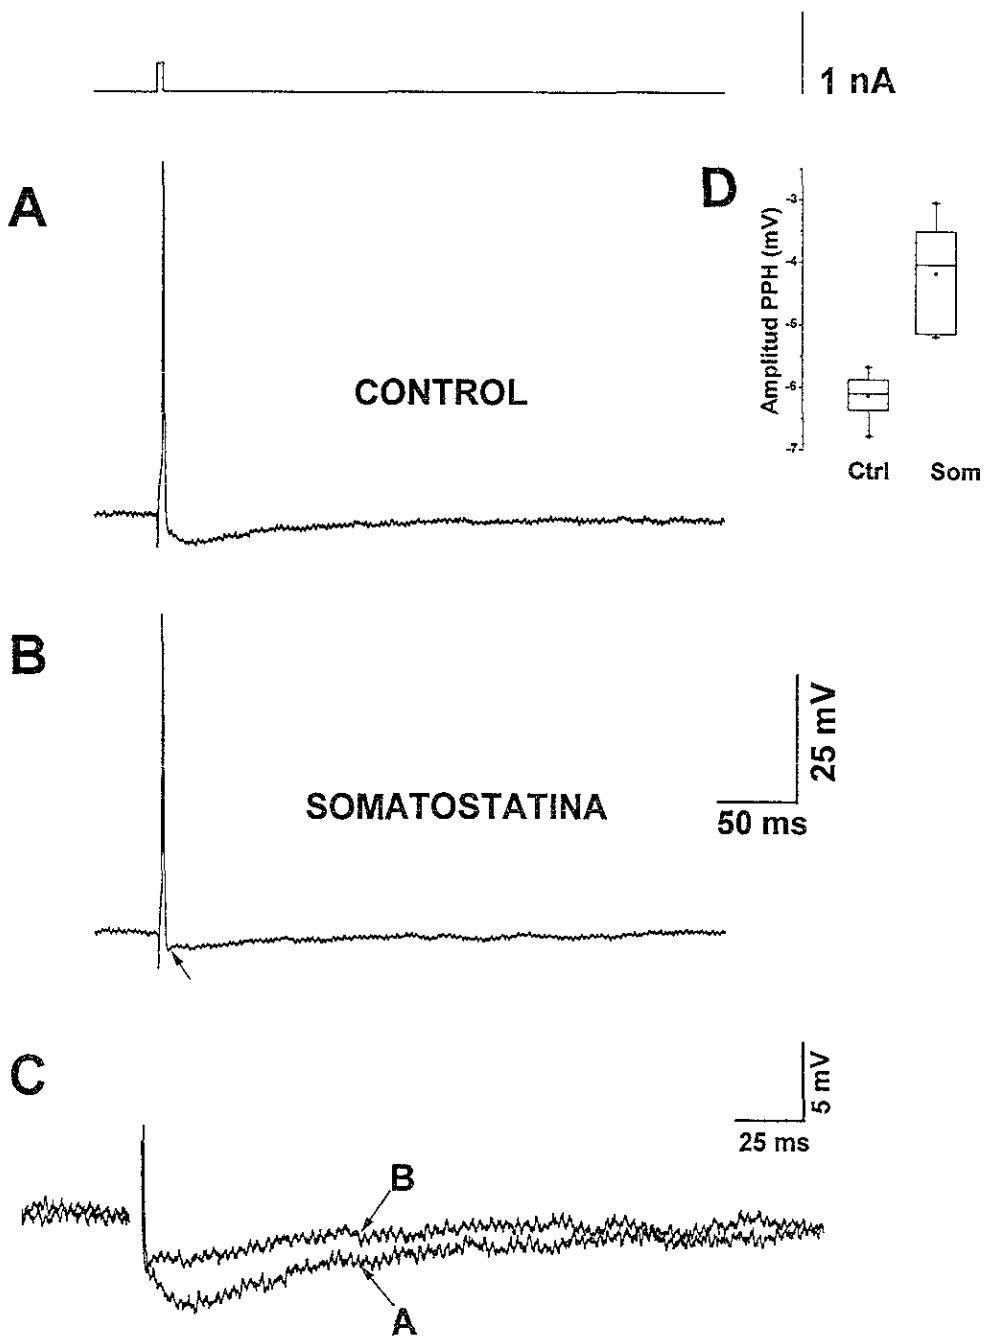 1 nA
A
D
Amplitud PPH (mV)
-3
-4
-5
-6
-7
Ctrl Som
CONTROL
B
25 mV
50 ms
SOMATOSTATINA
C
5 mV
25 ms
B
A